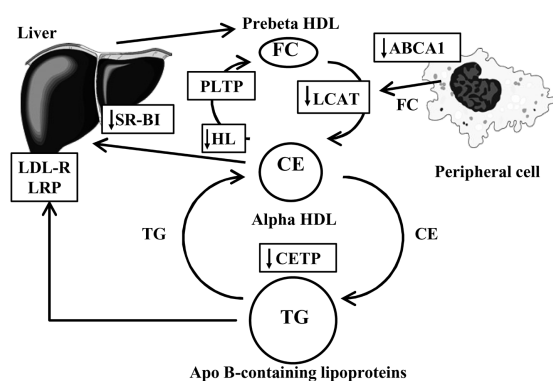 Prebeta HDL
Liver
FC
↓ABCA1
PLTP
↓LCAT
FC
↓SR-BI
↓HL
LDL-R
LRP
CE
Peripheral cell
Alpha HDL
TG
CE
↓CETP
TG
Apo B-containing lipoproteins